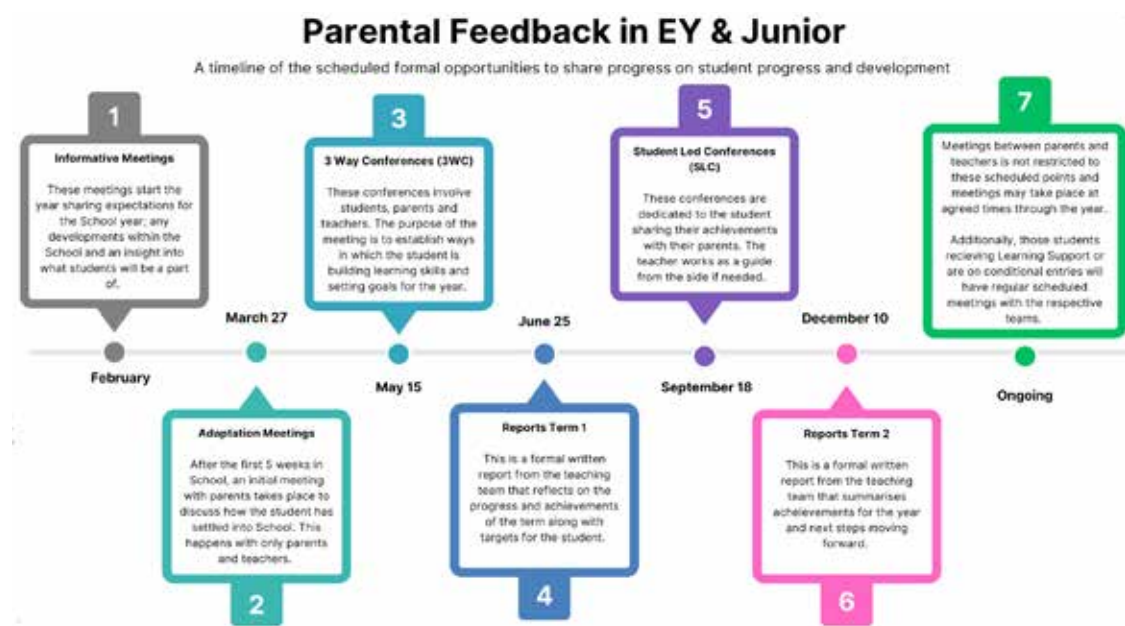 Parental Feedback in EY & Junior
A timeline of the scheduled formal opportunities to share progress on student progress and development
1
Informative Meetings
These meetings start the
year sharing expectations for
the School year; any
developments within the
School and an insight into
what students will be a part
of.
February
March 27
Adaptation Meetings
After the first 5 weeks in
School, an initial meeting
with parents takes place to
discuss how the student has
settled into School. This
happens with only parents
and teachers.
2
3
3 Way Conferences (3WC)
These conferences involve
students, parents and
teachers. The purpose of the
meeting is to establish ways
in which the student is
building learning skills and
setting goals for the year.
May 15
June 25
Reports Term 1
This is a formal written
report from the teaching
team that reflects on the
progress and achievements
of the term along with
targets for the student.
4
5
Student Led Conferences
(SLC)
These conferences are
dedicated to the student
sharing their achievements
with their parents. The
teacher works as a guide
from the side if needed.
September 18
December 10
Reports Term 2
This is a formal written
report from the teaching
team that summarises
acheievements for the year
and next steps moving
forward.
6
7
Meetings between parents and
teachers is not restricted to
these scheduled points and
meetings may take place at
agreed times through the year.
Additionally, those students
recieving Learning Support or
are on conditional entries will
have regular scheduled
meetings with the respective
teams.
Ongoing